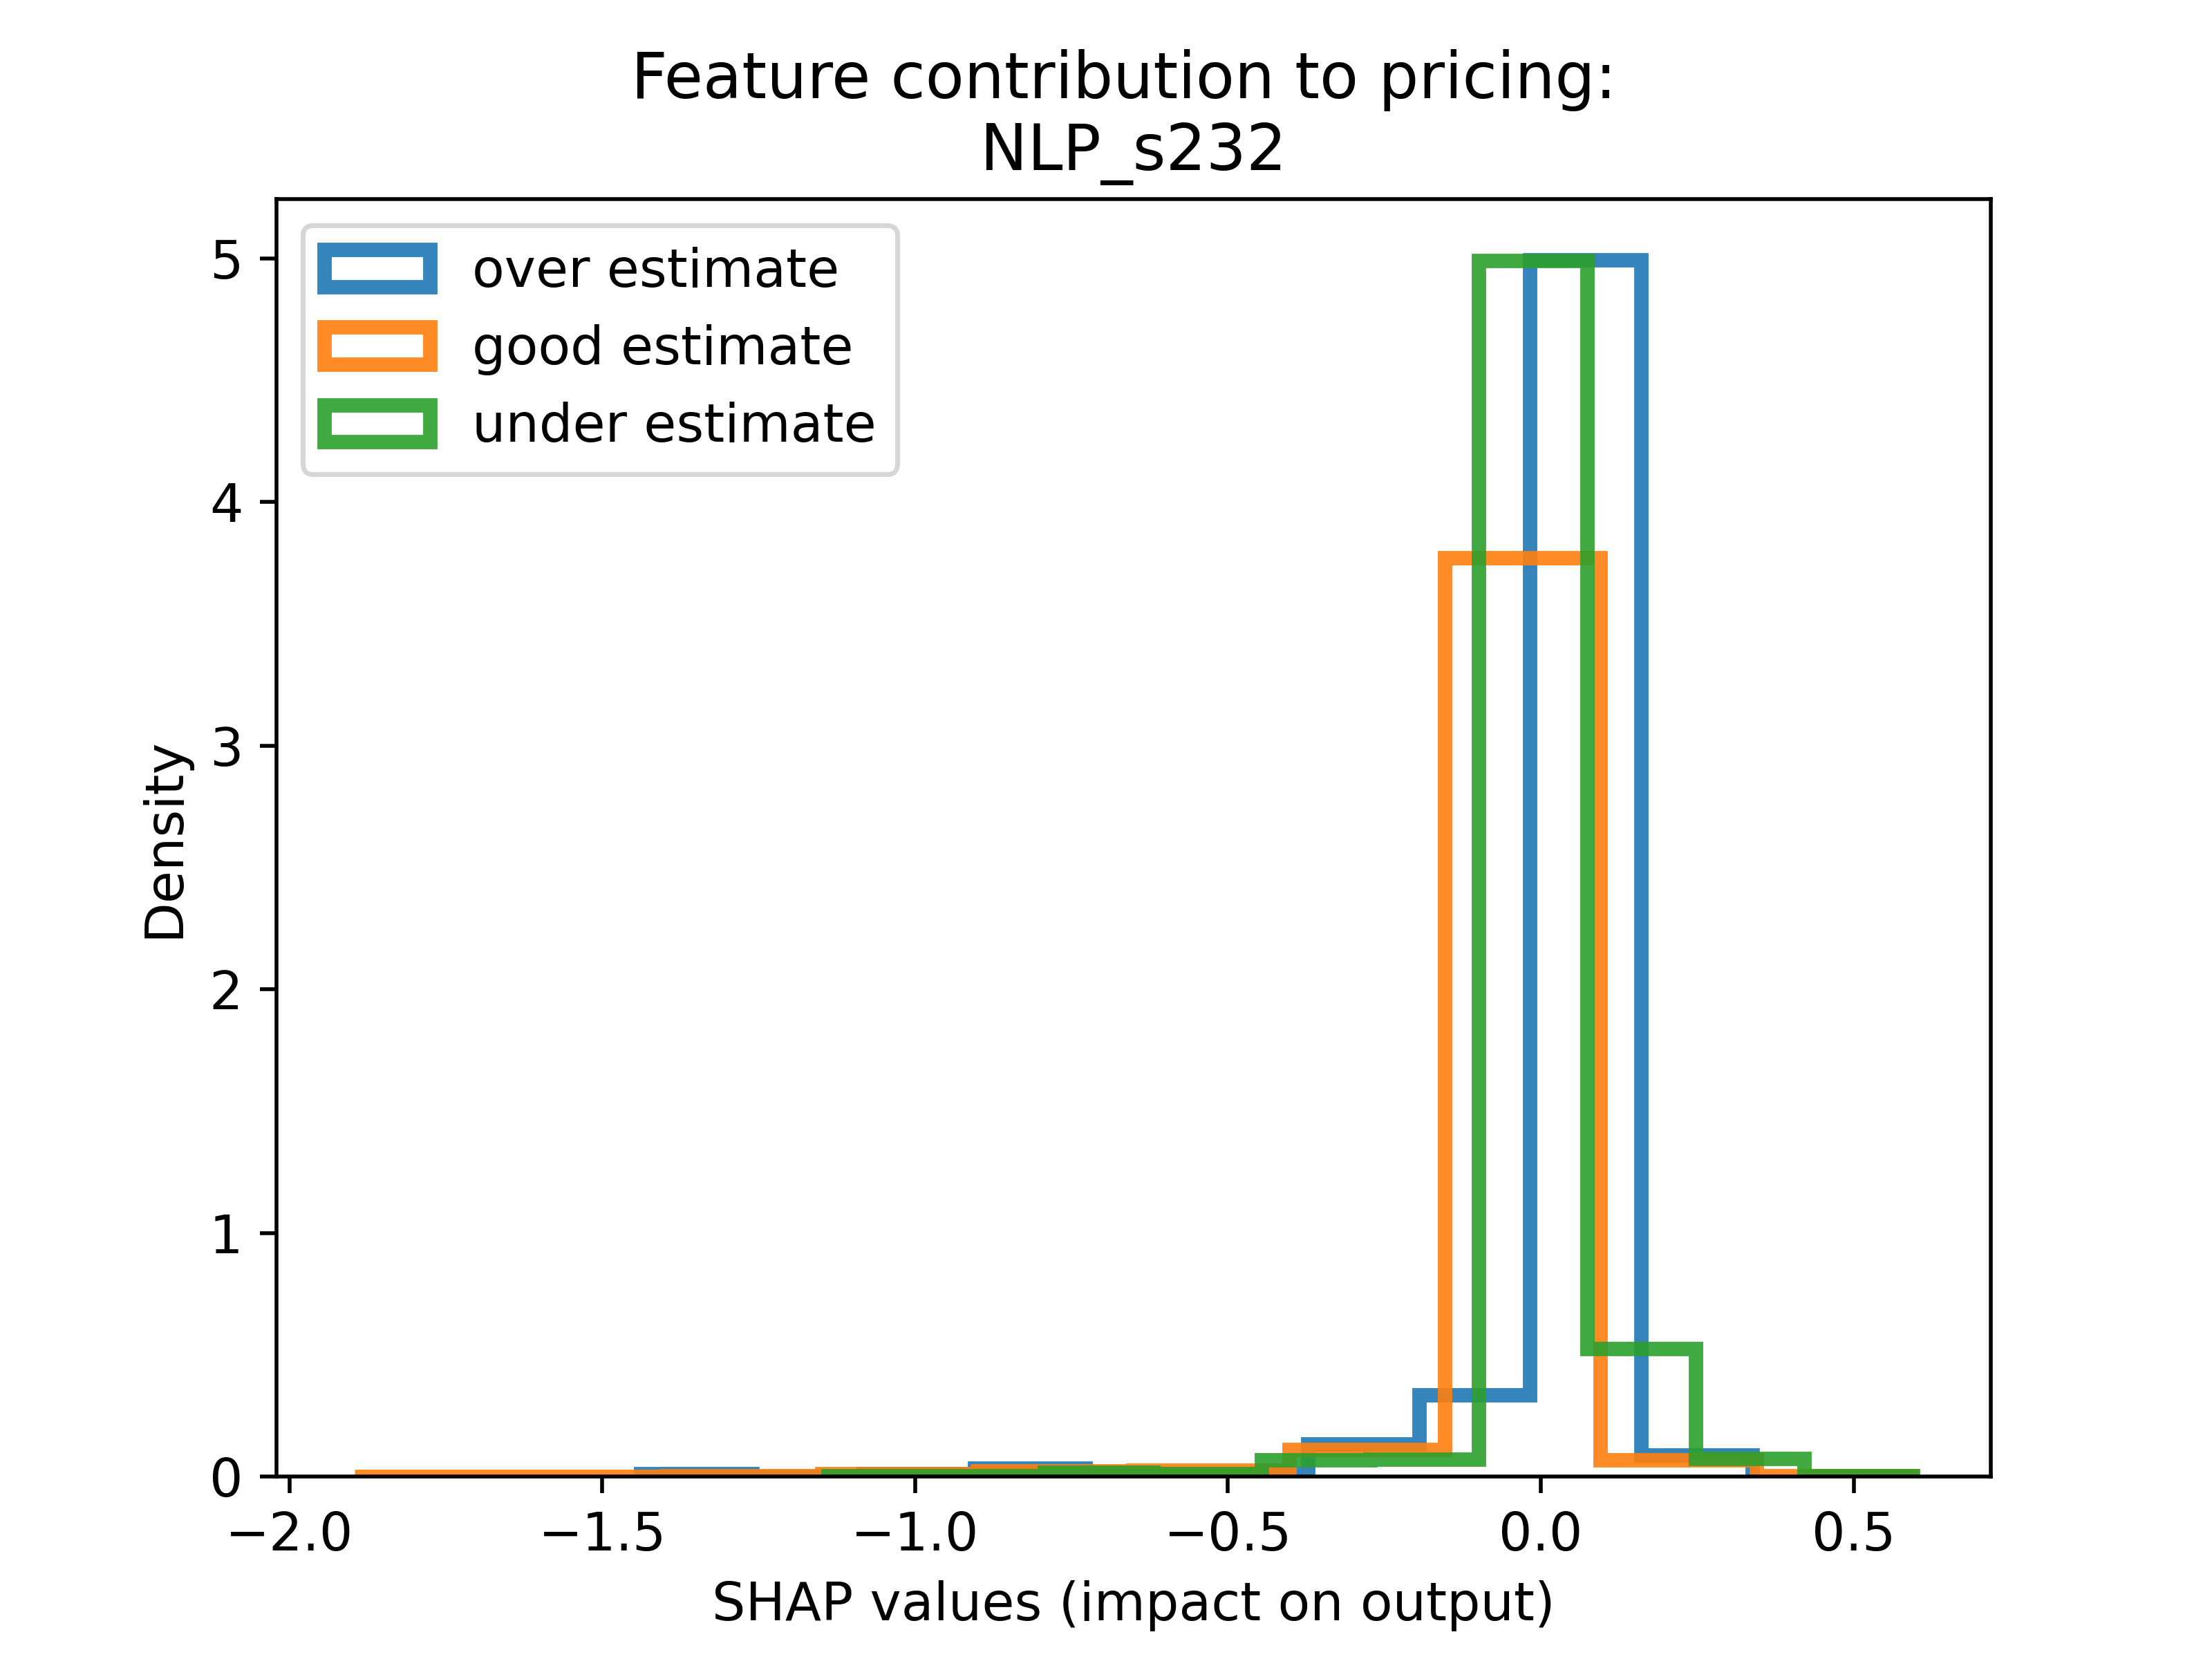 Feature contribution to pricing:
NLP_s232
over estimate
good estimate
under estimate
5
4
3
2
1
0
Density
−2.0 −1.5 −1.0 −0.5 0.0 0.5
SHAP values (impact on output)